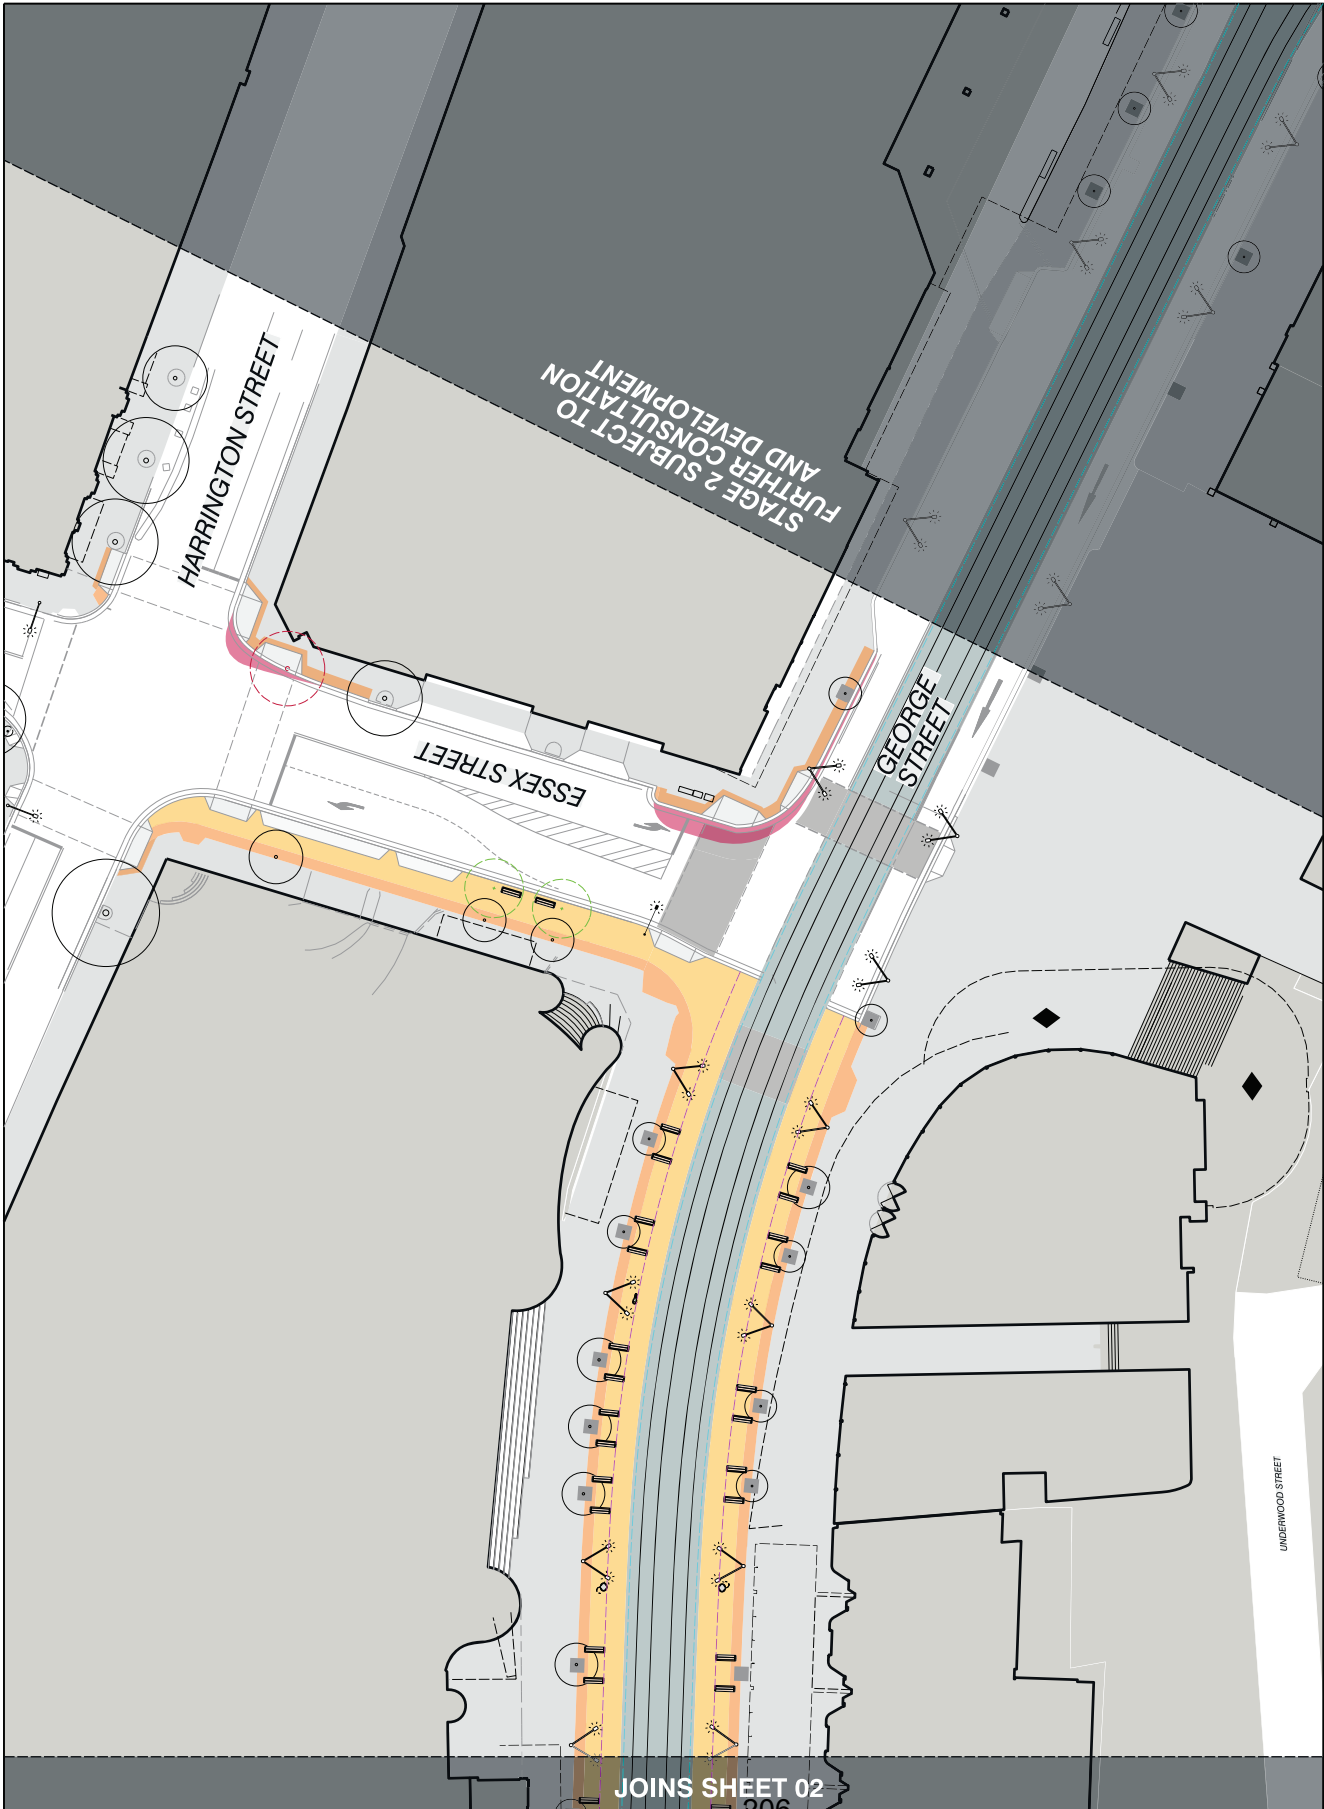 HARRINGTON STREET
STAGE 2 SUBJECT TO
FURTHER CONSULTATION
AND DEVELOPMENT
GEORGE
STREET
ESSEX STREET
UNDERWOOD STREET
JOINS SHEET 02
206